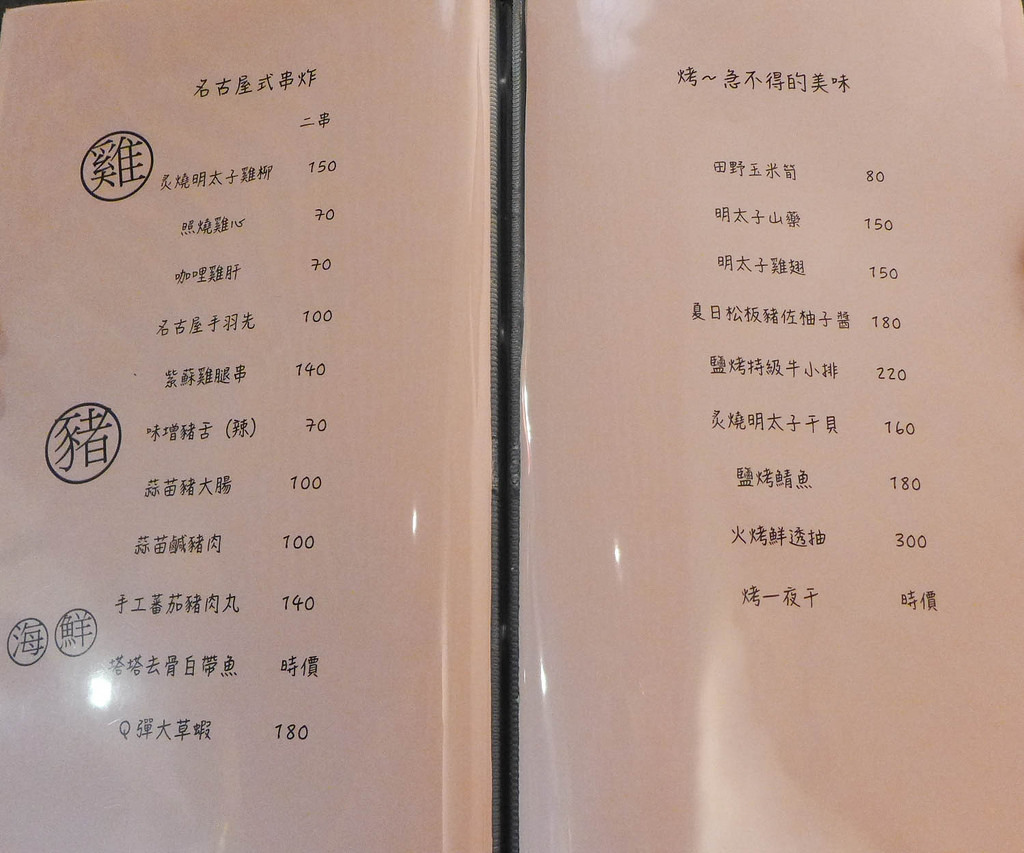 名古屋式串炸
二串
雞
炙燒明太子雞柳 150
照燒雞心 70
咖哩雞肝 70
名古屋手羽先 100
紫蘇雞腿串 140
豬
味增豬舌 (辣) 70
蒜苗豬大腸 100
蒜苗鹹豬肉 100
手工蕃茄豬肉丸 140
海鮮
塔塔去骨白帶魚 時價
Q彈大草蝦 180
烤～急不得的美味
田野玉米筍 80
明太子山藥 150
明太子雞翅 150
夏日松板豬佐柚子醬 180
鹽烤特級牛小排 220
炙燒明太子干貝 160
鹽烤鯖魚 180
火烤鮮透抽 300
烤一夜干 時價